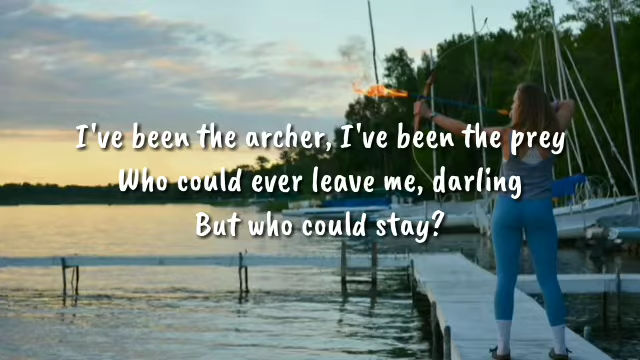 I've been the archer, I've been the prey
Who could ever leave me, darling
But who could stay?